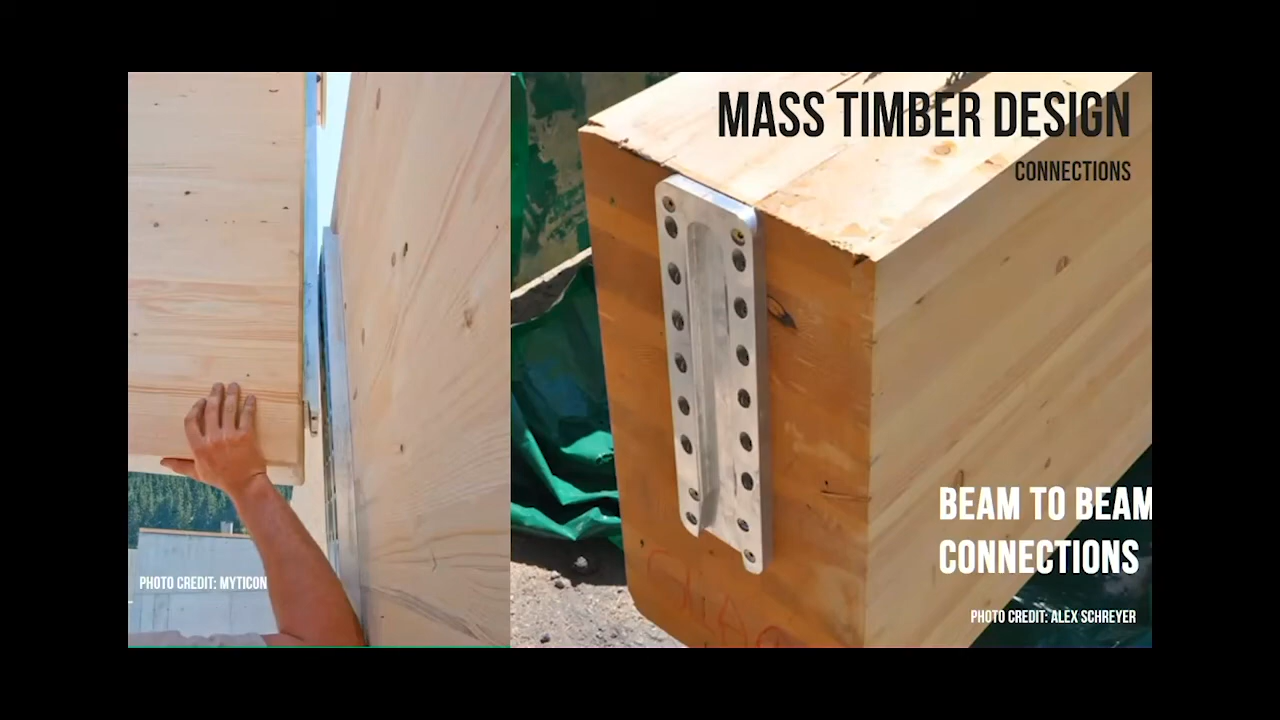 MASS TIMBER DESIGN
CONNECTIONS
BEAM TO BEAM
CONNECTIONS
PHOTO CREDIT: MYTICON
PHOTO CREDIT: ALEX SCHREYER